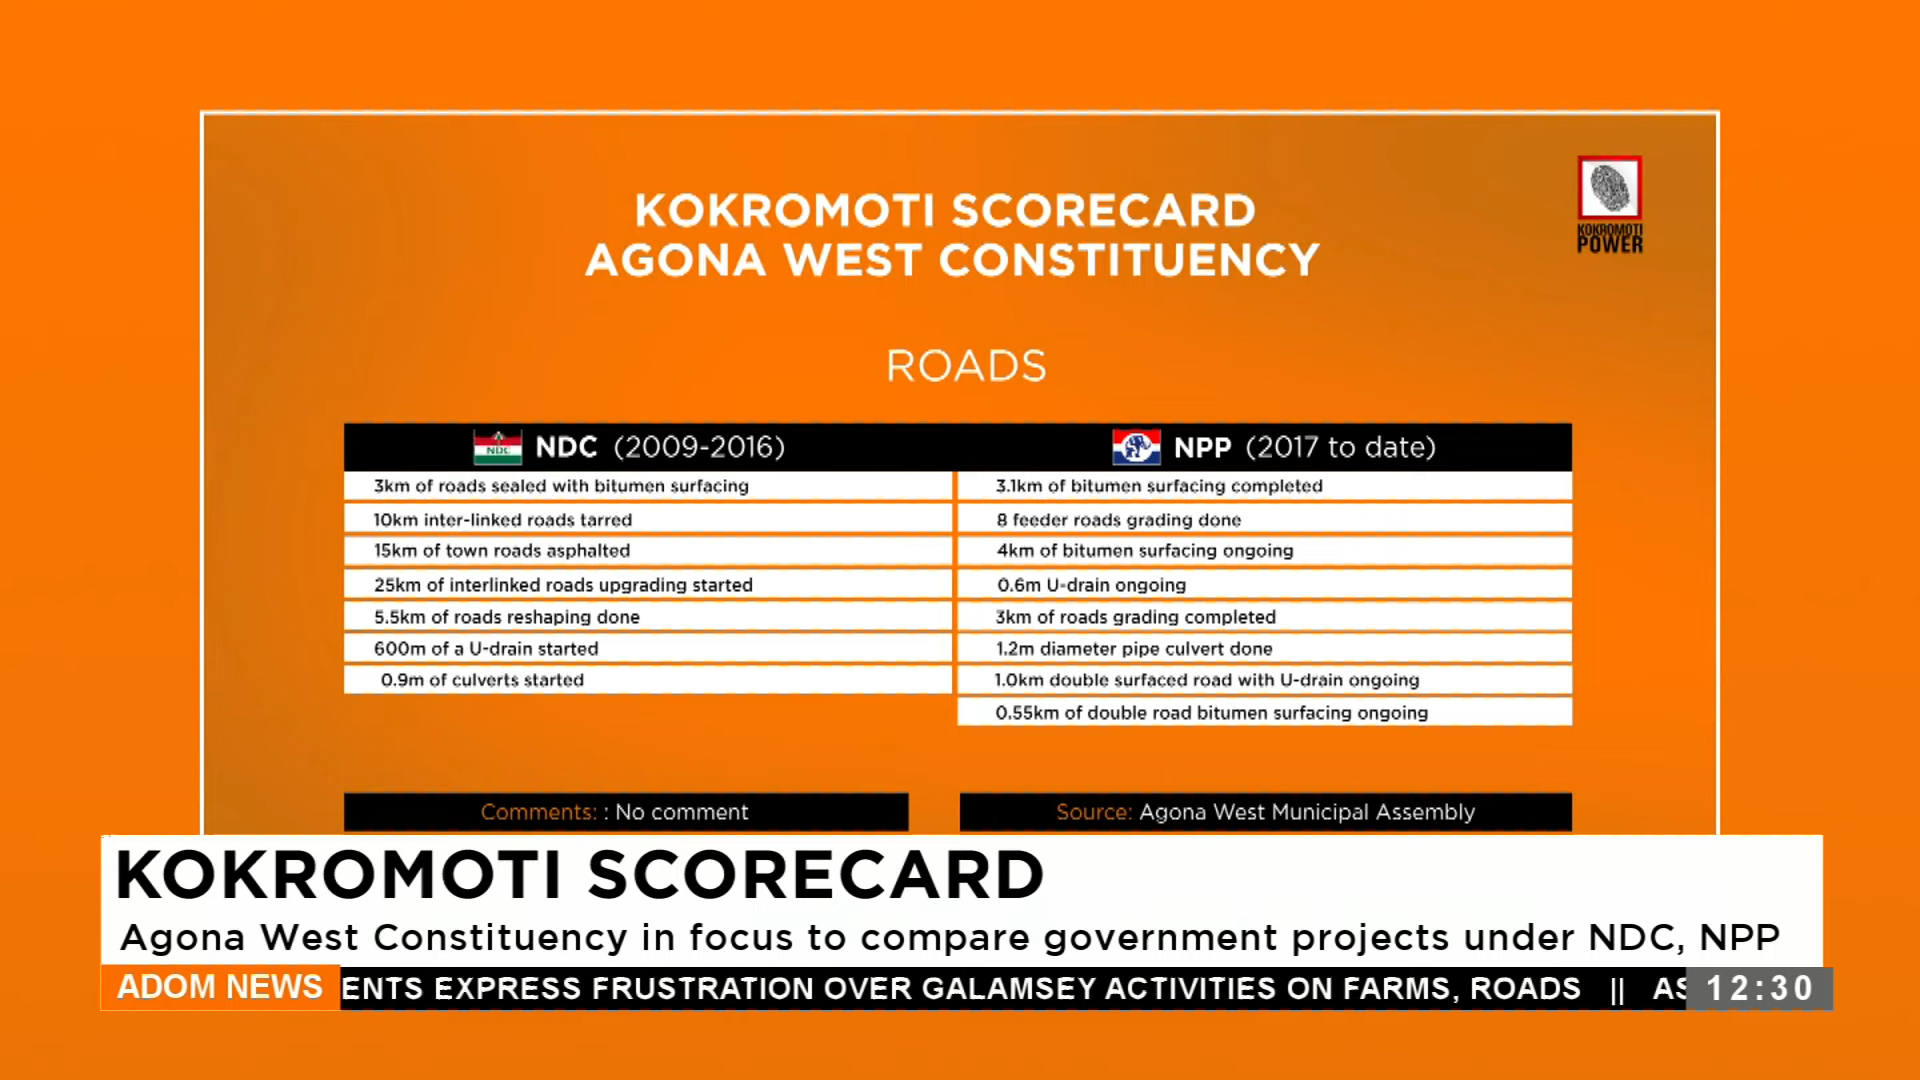 KOKROMOTI SCORECARD
AGONA WEST CONSTITUENCY
KOKROMOTI
POWER
ROADS
NDC NDC (2009-2016)
NPP (2017 to date)
3km of roads sealed with bitumen surfacing
3.1km of bitumen surfacing completed
10km inter-linked roads tarred
8 feeder roads grading done
15km of town roads asphalted
4km of bitumen surfacing ongoing
25km of interlinked roads upgrading started
0.6m U-drain ongoing
5.5km of roads reshaping done
3km of roads grading completed
600m of a U-drain started
1.2m diameter pipe culvert done
0.9m of culverts started
1.0km double surfaced road with U-drain ongoing
0.55km of double road bitumen surfacing ongoing
Comments: : No comment
Source: Agona West Municipal Assembly
KOKROMOTI SCORECARD
Agona West Constituency in focus to compare government projects under NDC, NPP
ADOM NEWS ENTS EXPRESS FRUSTRATION OVER GALAMSEY ACTIVITIES ON FARMS, ROADS || AS 12:30